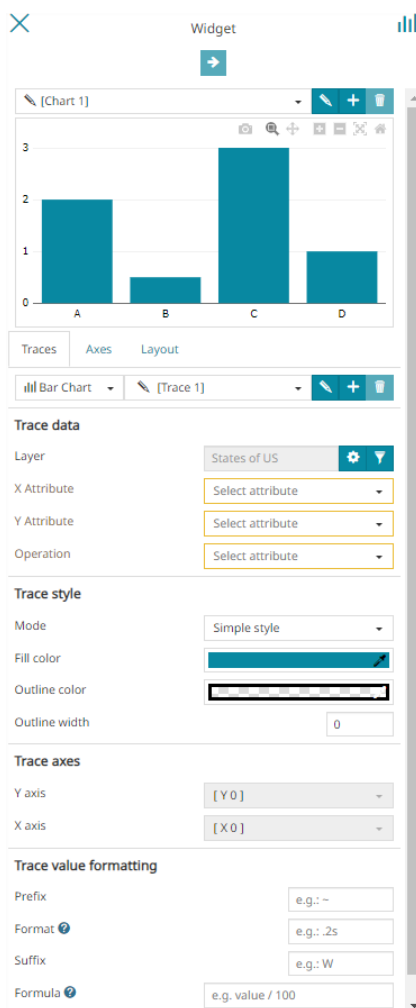 Widget
[Chart 1]
3
2
1
0
A B C D
Traces Axes Layout
Bar Chart [Trace 1]
Trace data
Layer States of US
X Attribute Select attribute
Y Attribute Select attribute
Operation Select attribute
Trace style
Mode Simple style
Fill color
Outline color
Outline width 0
Trace axes
Y axis [ Y 0 ]
X axis [ X 0 ]
Trace value formatting
Prefix e.g.: ~
Format ? e.g.: .2s
Suffix e.g.: W
Formula ? e.g. value / 100